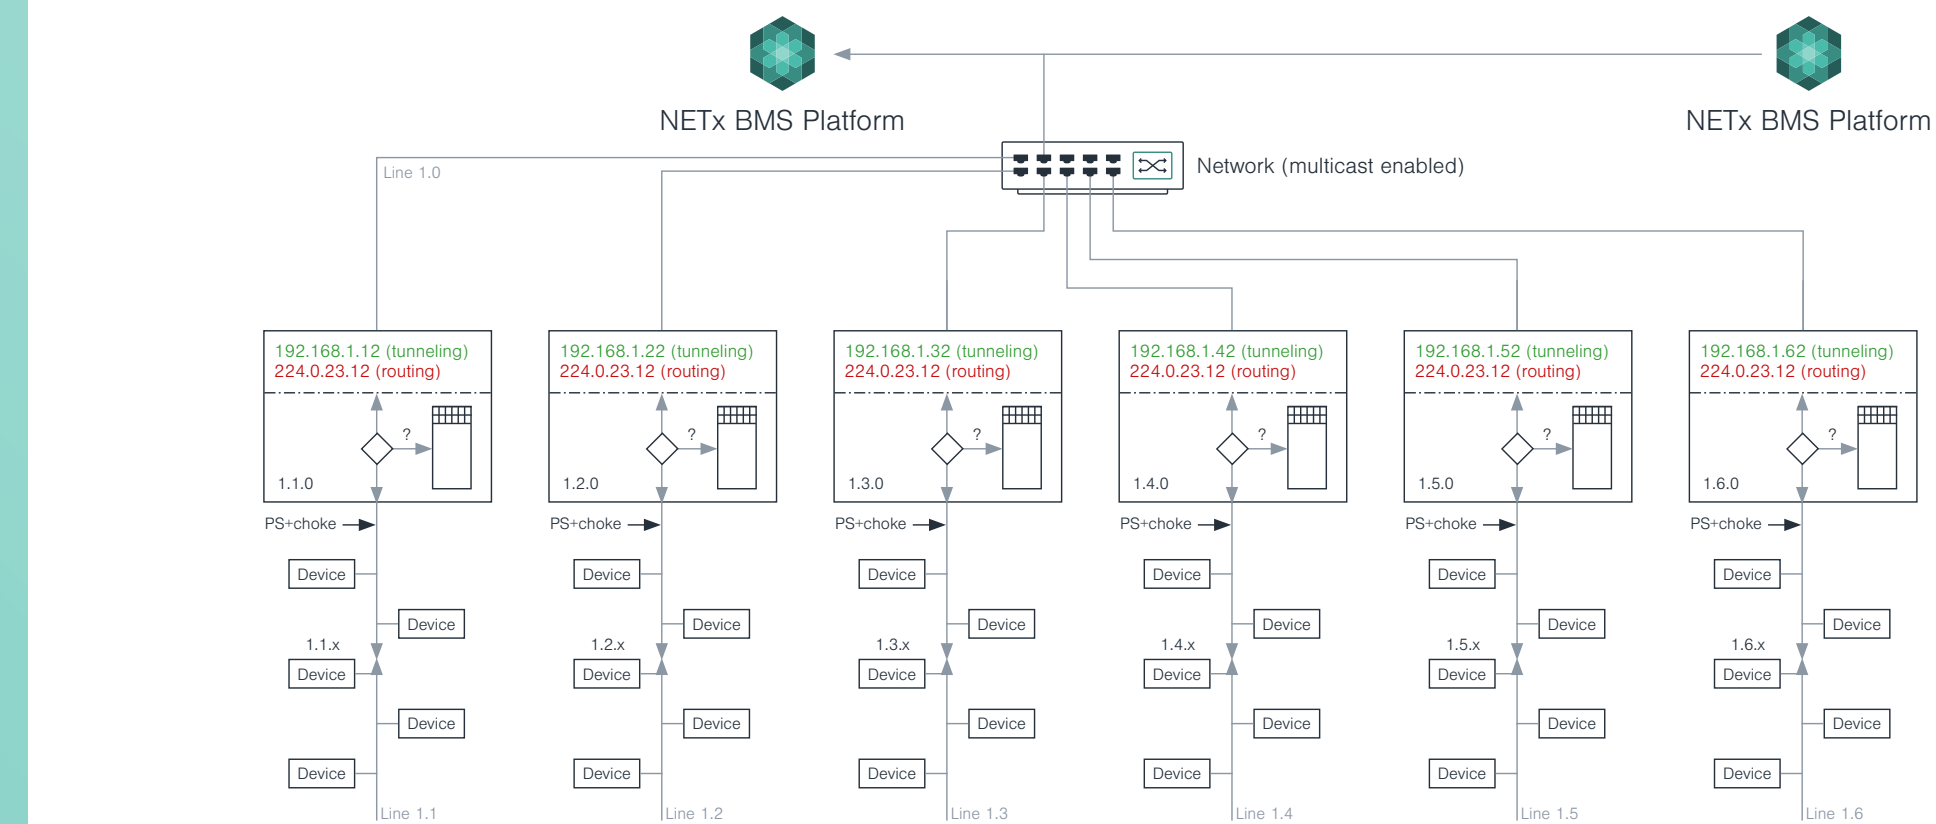 NETx BMS Platform
NETx BMS Platform
Network (multicast enabled)
Line 1.0
192.168.1.12 (tunneling)
224.0.23.12 (routing)
?
1.1.0
PS+choke
Device
Device
1.1.x
Device
Device
Device
Line 1.1
192.168.1.22 (tunneling)
224.0.23.12 (routing)
?
1.2.0
PS+choke
Device
Device
1.2.x
Device
Device
Device
Line 1.2
192.168.1.32 (tunneling)
224.0.23.12 (routing)
?
1.3.0
PS+choke
Device
Device
1.3.x
Device
Device
Device
Line 1.3
192.168.1.42 (tunneling)
224.0.23.12 (routing)
?
1.4.0
PS+choke
Device
Device
1.4.x
Device
Device
Device
Line 1.4
192.168.1.52 (tunneling)
224.0.23.12 (routing)
?
1.5.0
PS+choke
Device
Device
1.5.x
Device
Device
Device
Line 1.5
192.168.1.62 (tunneling)
224.0.23.12 (routing)
?
1.6.0
PS+choke
Device
Device
1.6.x
Device
Device
Device
Line 1.6